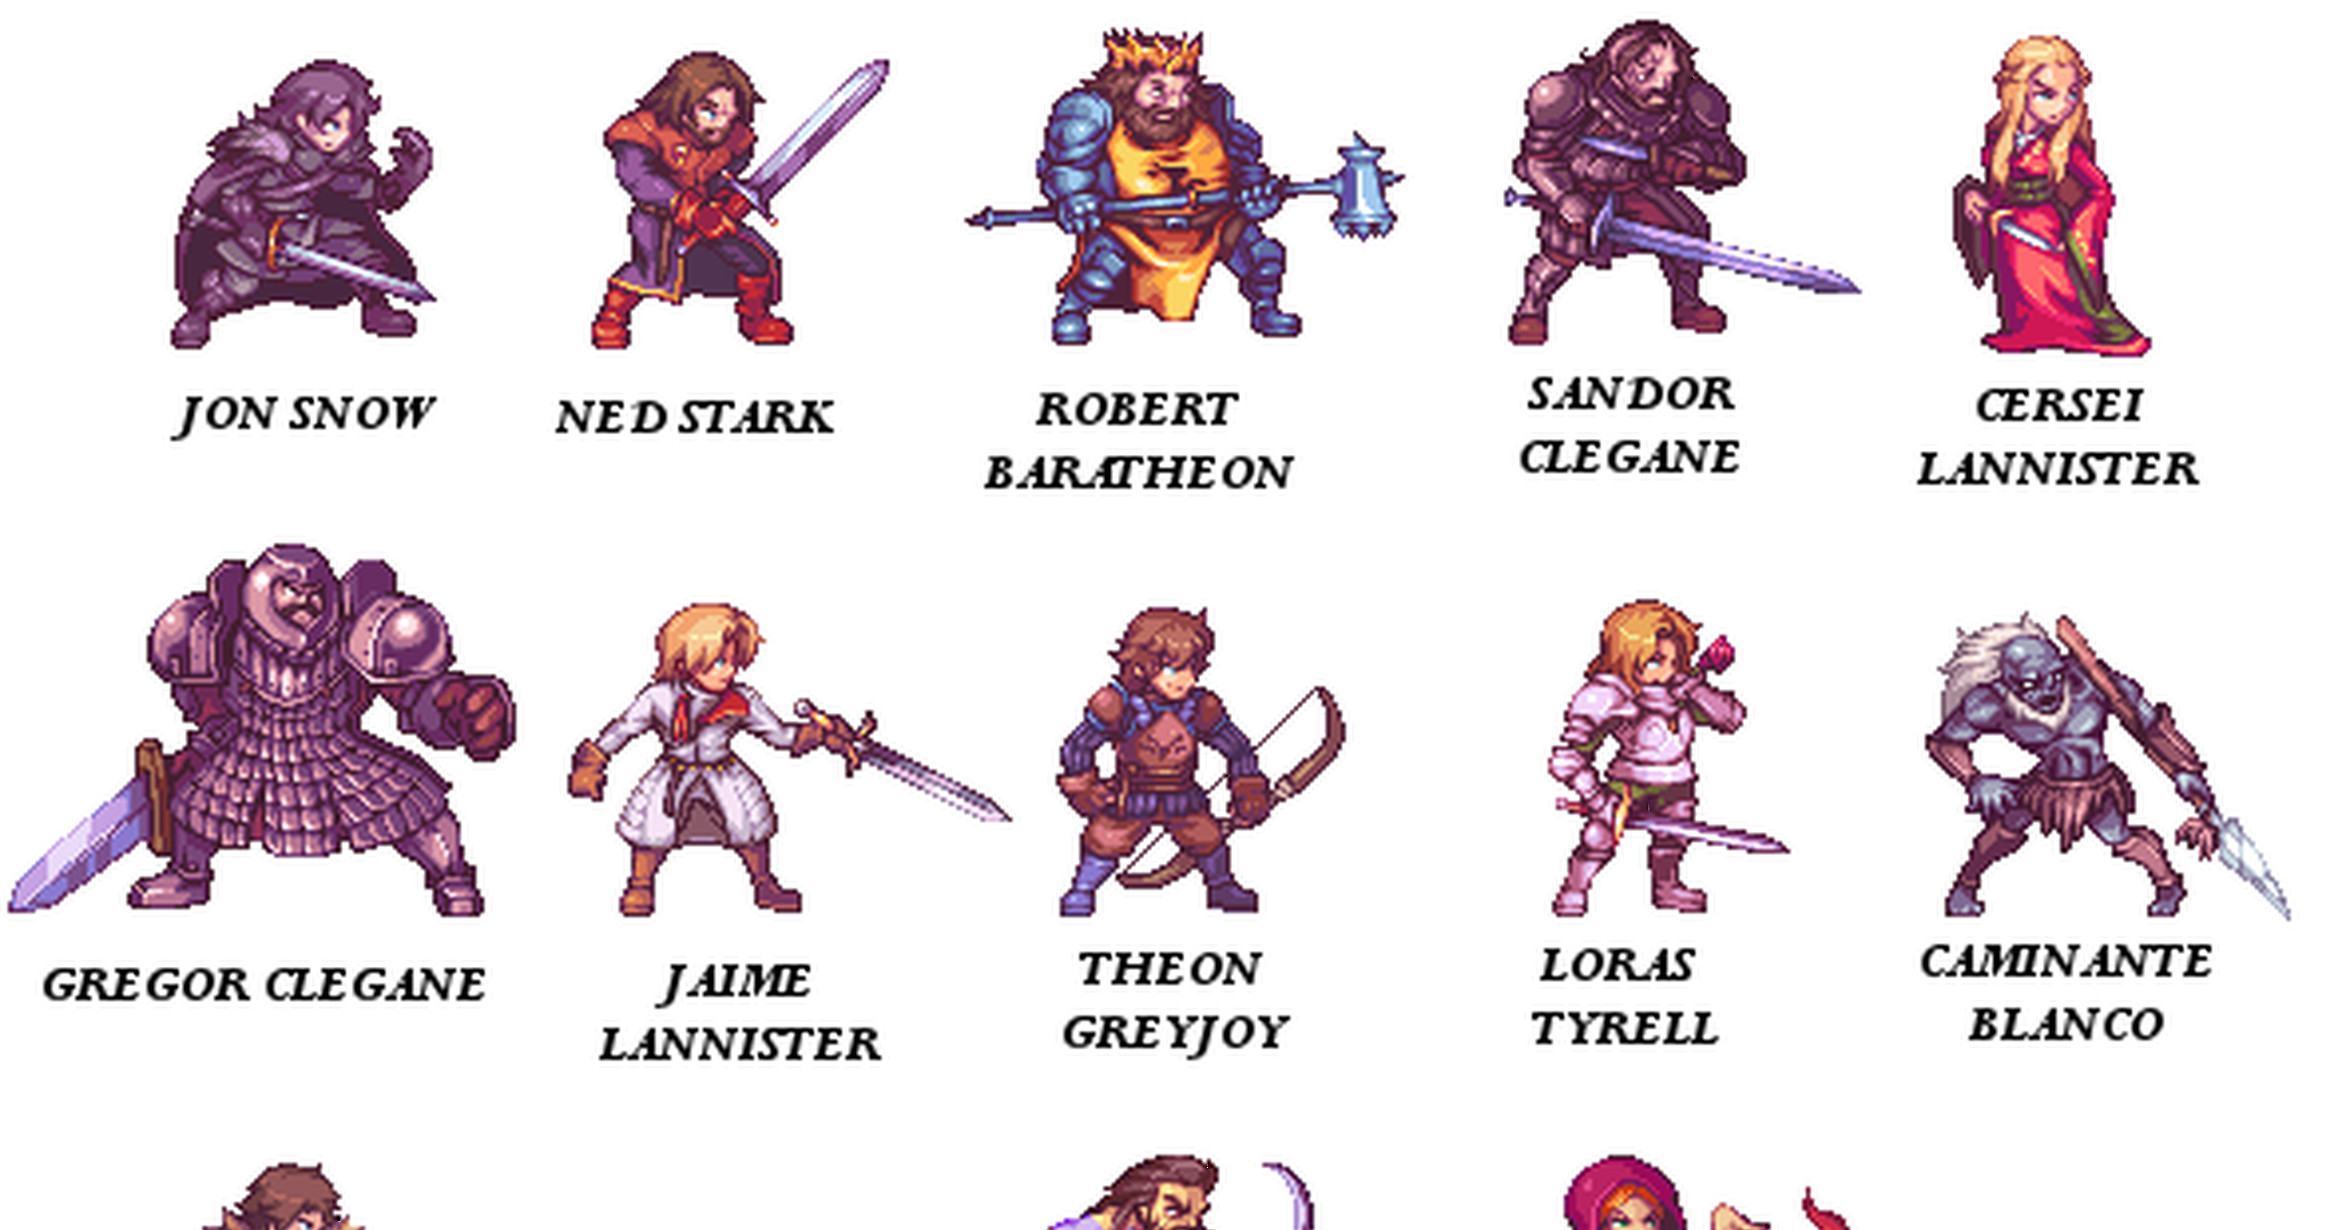 JON SNOW
NED STARK
ROBERT
BARATHEON
SANDOR
CLEGANE
CERSEI
LANNISTER
GREGOR CLEGANE
JAIME
LANNISTER
THEON
GREYJOY
LORAS
TYRELL
CAMINANTE
BLANCO